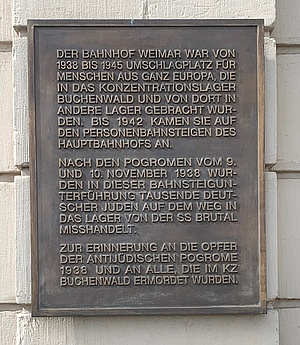 DER BAHNHOF WEIMAR WAR VON
1938 BIS 1945 UMSCHLAGPLATZ FÜR
MENSCHEN AUS GANZ EUROPA, DIE
IN DAS KONZENTRATIONSLAGER
BUCHENWALD UND VON DORT IN
ANDERE LAGER GEBRACHT WUR-
DEN. BIS 1942 KAMEN SIE AUF
DEN PERSONENBAHNSTEIGEN DES
HAUPTBAHNHOFS AN.
NACH DEN POGROMEN VOM 9.
UND 10. NOVEMBER 1938 WUR-
DEN IN DIESER BAHNSTEIGUN-
TERFÜHRUNG TAUSENDE DEUT-
SCHER JUDEN AUF DEM WEG IN
DAS LAGER VON DER SS BRUTAL
MISSHANDELT.
ZUR ERINNERUNG AN DIE OPFER
DER ANTIJÜDISCHEN POGROME
1938 UND AN ALLE, DIE IM KZ
BUCHENWALD ERMORDET WURDEN.